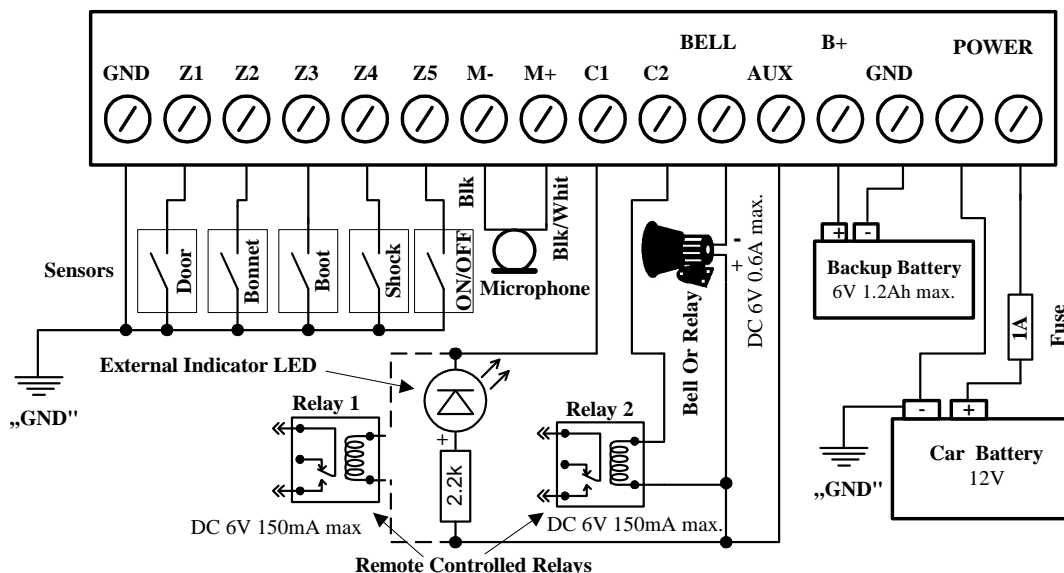 BELL B+ POWER
GND Z1 Z2 Z3 Z4 Z5 M- M+ C1 C2 AUX GND
Blk
Blk/Whit
-
+
DC 6V 0.6A max.
+ -
Sensors
Door
Bonnet
Boot
Shock
ON/OFF
Microphone
Backup Battery
6V 1.2Ah max.
1A
Fuse
External Indicator LED
Bell Or Relay
„GND"
Relay 1
+
2.2k
Relay 2
- +
Car Battery
12V
„GND"
DC 6V 150mA max
DC 6V 150mA max.
Remote Controlled Relays